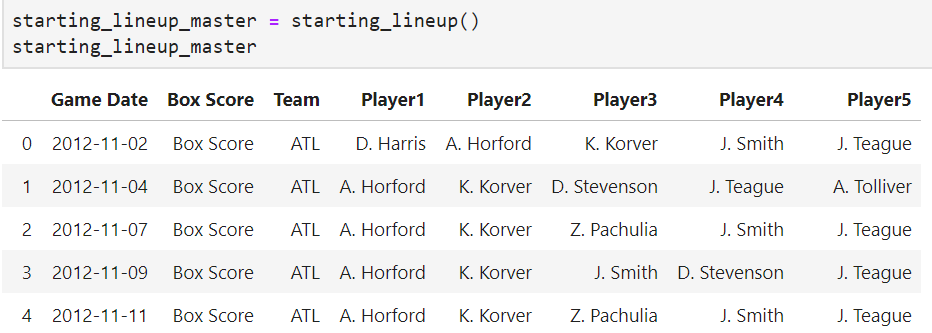 starting_lineup_master = starting_lineup()
starting_lineup_master
Game Date Box Score Team Player1 Player2 Player3 Player4 Player5
0 2012-11-02 Box Score ATL D. Harris A. Horford K. Korver J. Smith J. Teague
1 2012-11-04 Box Score ATL A. Horford K. Korver D. Stevenson J. Teague A. Tolliver
2 2012-11-07 Box Score ATL A. Horford K. Korver Z. Pachulia J. Smith J. Teague
3 2012-11-09 Box Score ATL A. Horford K. Korver J. Smith D. Stevenson J. Teague
4 2012-11-11 Box Score ATL A. Horford K. Korver Z. Pachulia J. Smith J. Teague